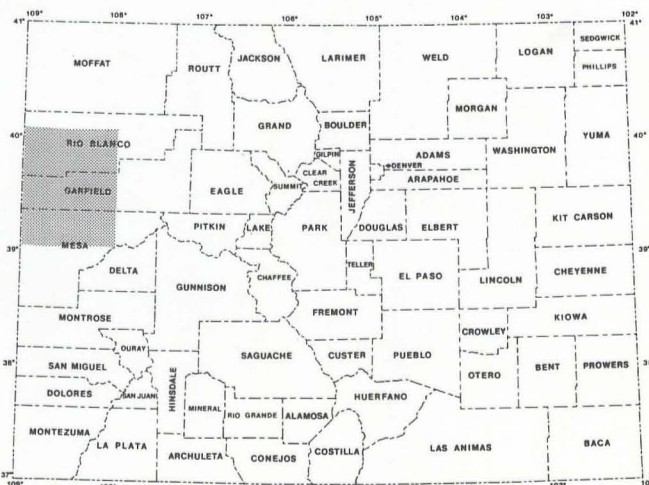 109° 108° 107° 106° 105° 104° 103° 102°
41° 41°
MOFFAT
ROUTT
JACKSON
LARIMER
WELD
LOGAN
SEDGWICK
PHILLIPS
MORGAN
GRAND
BOULDER
40° 40°
RIO BLANCO
GILPIN
ADAMS
DENVER
WASHINGTON
YUMA
CLEAR
CREEK
ARAPAHOE
GARFIELD
EAGLE
SUMMIT
JEFFERSON
PITKIN
LAKE
PARK
DOUGLAS
ELBERT
KIT CARSON
39° 39°
MESA
DELTA
GUNNISON
CHAFFEE
TELLER
EL PASO
LINCOLN
CHEYENNE
MONTROSE
FREMONT
CROWLEY
KIOWA
OURAY
38° 38°
SAN MIGUEL
SAGUACHE
CUSTER
PUEBLO
OTERO
BENT
PROWERS
DOLORES
SAN JUAN
HINSDALE
MINERAL
RIO GRANDE
ALAMOSA
HUERFANO
MONTEZUMA
LA PLATA
ARCHULETA
CONEJOS
COSTILLA
LAS ANIMAS
BACA
37°